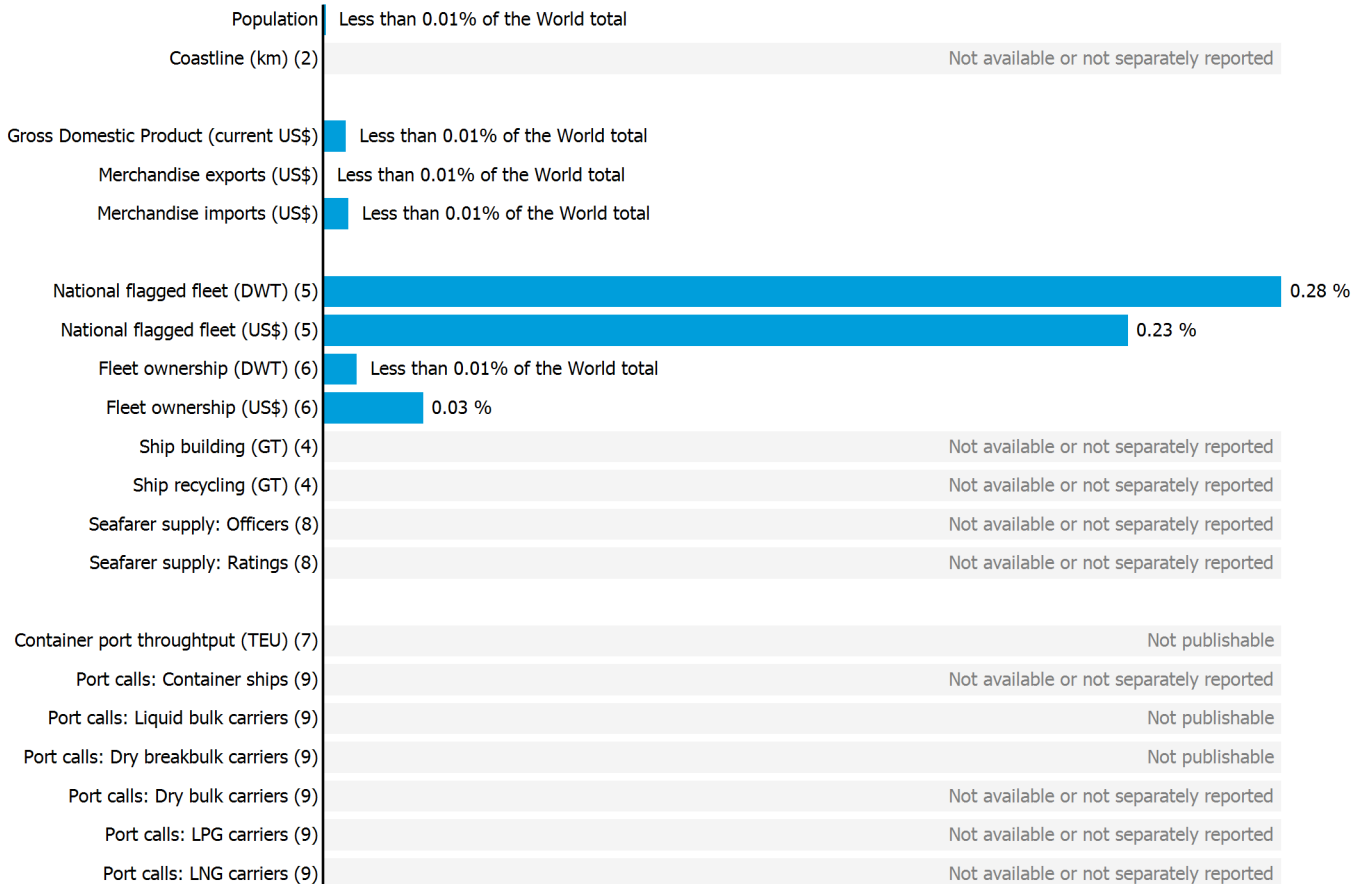 Population Less than 0.01% of the World total
Coastline (km) (2) Not available or not separately reported
Gross Domestic Product (current US$) Less than 0.01% of the World total
Merchandise exports (US$) Less than 0.01% of the World total
Merchandise imports (US$) Less than 0.01% of the World total
National flagged fleet (DWT) (5) 0.28 %
National flagged fleet (US$) (5) 0.23 %
Fleet ownership (DWT) (6) Less than 0.01% of the World total
Fleet ownership (US$) (6) 0.03 %
Ship building (GT) (4) Not available or not separately reported
Ship recycling (GT) (4) Not available or not separately reported
Seafarer supply: Officers (8) Not available or not separately reported
Seafarer supply: Ratings (8) Not available or not separately reported
Container port throughtput (TEU) (7) Not publishable
Port calls: Container ships (9) Not available or not separately reported
Port calls: Liquid bulk carriers (9) Not publishable
Port calls: Dry breakbulk carriers (9) Not publishable
Port calls: Dry bulk carriers (9) Not available or not separately reported
Port calls: LPG carriers (9) Not available or not separately reported
Port calls: LNG carriers (9) Not available or not separately reported